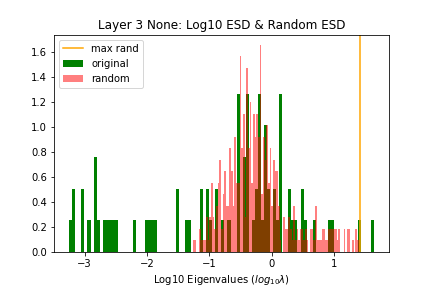 Layer 3 None: Log10 ESD & Random ESD
max rand
original
random
1.6
1.4
1.2
1.0
0.8
0.6
0.4
0.2
0.0
−3 −2 −1 0 1
Log10 Eigenvalues (log₁₀λ)